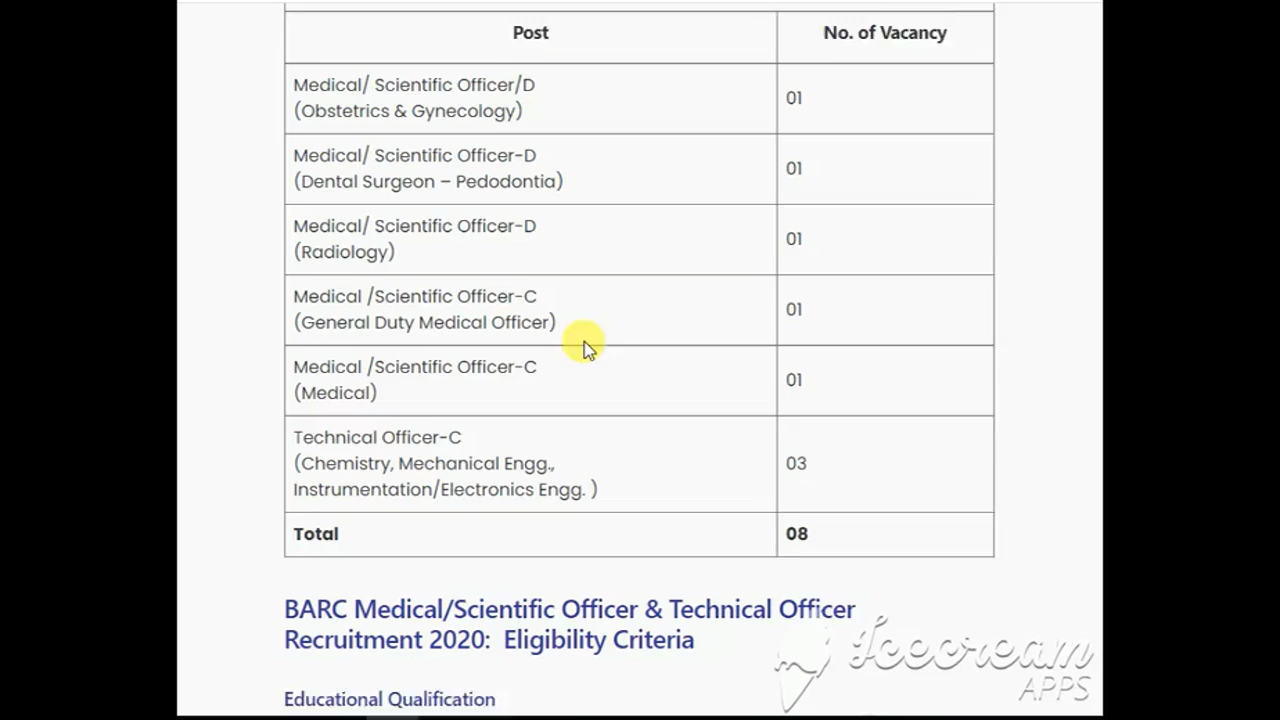 Post No. of Vacancy
Medical/ Scientific Officer/D
(Obstetrics & Gynecology)
01
Medical/ Scientific Officer-D
(Dental Surgeon – Pedodontia)
01
Medical/ Scientific Officer-D
(Radiology)
01
Medical /Scientific Officer-C
(General Duty Medical Officer)
01
Medical /Scientific Officer-C
(Medical)
01
Technical Officer-C
(Chemistry, Mechanical Engg.,
Instrumentation/Electronics Engg. )
03
Total 08
BARC Medical/Scientific Officer & Technical Officer
Recruitment 2020:  Eligibility Criteria
Educational Qualification
Icecream
APPS